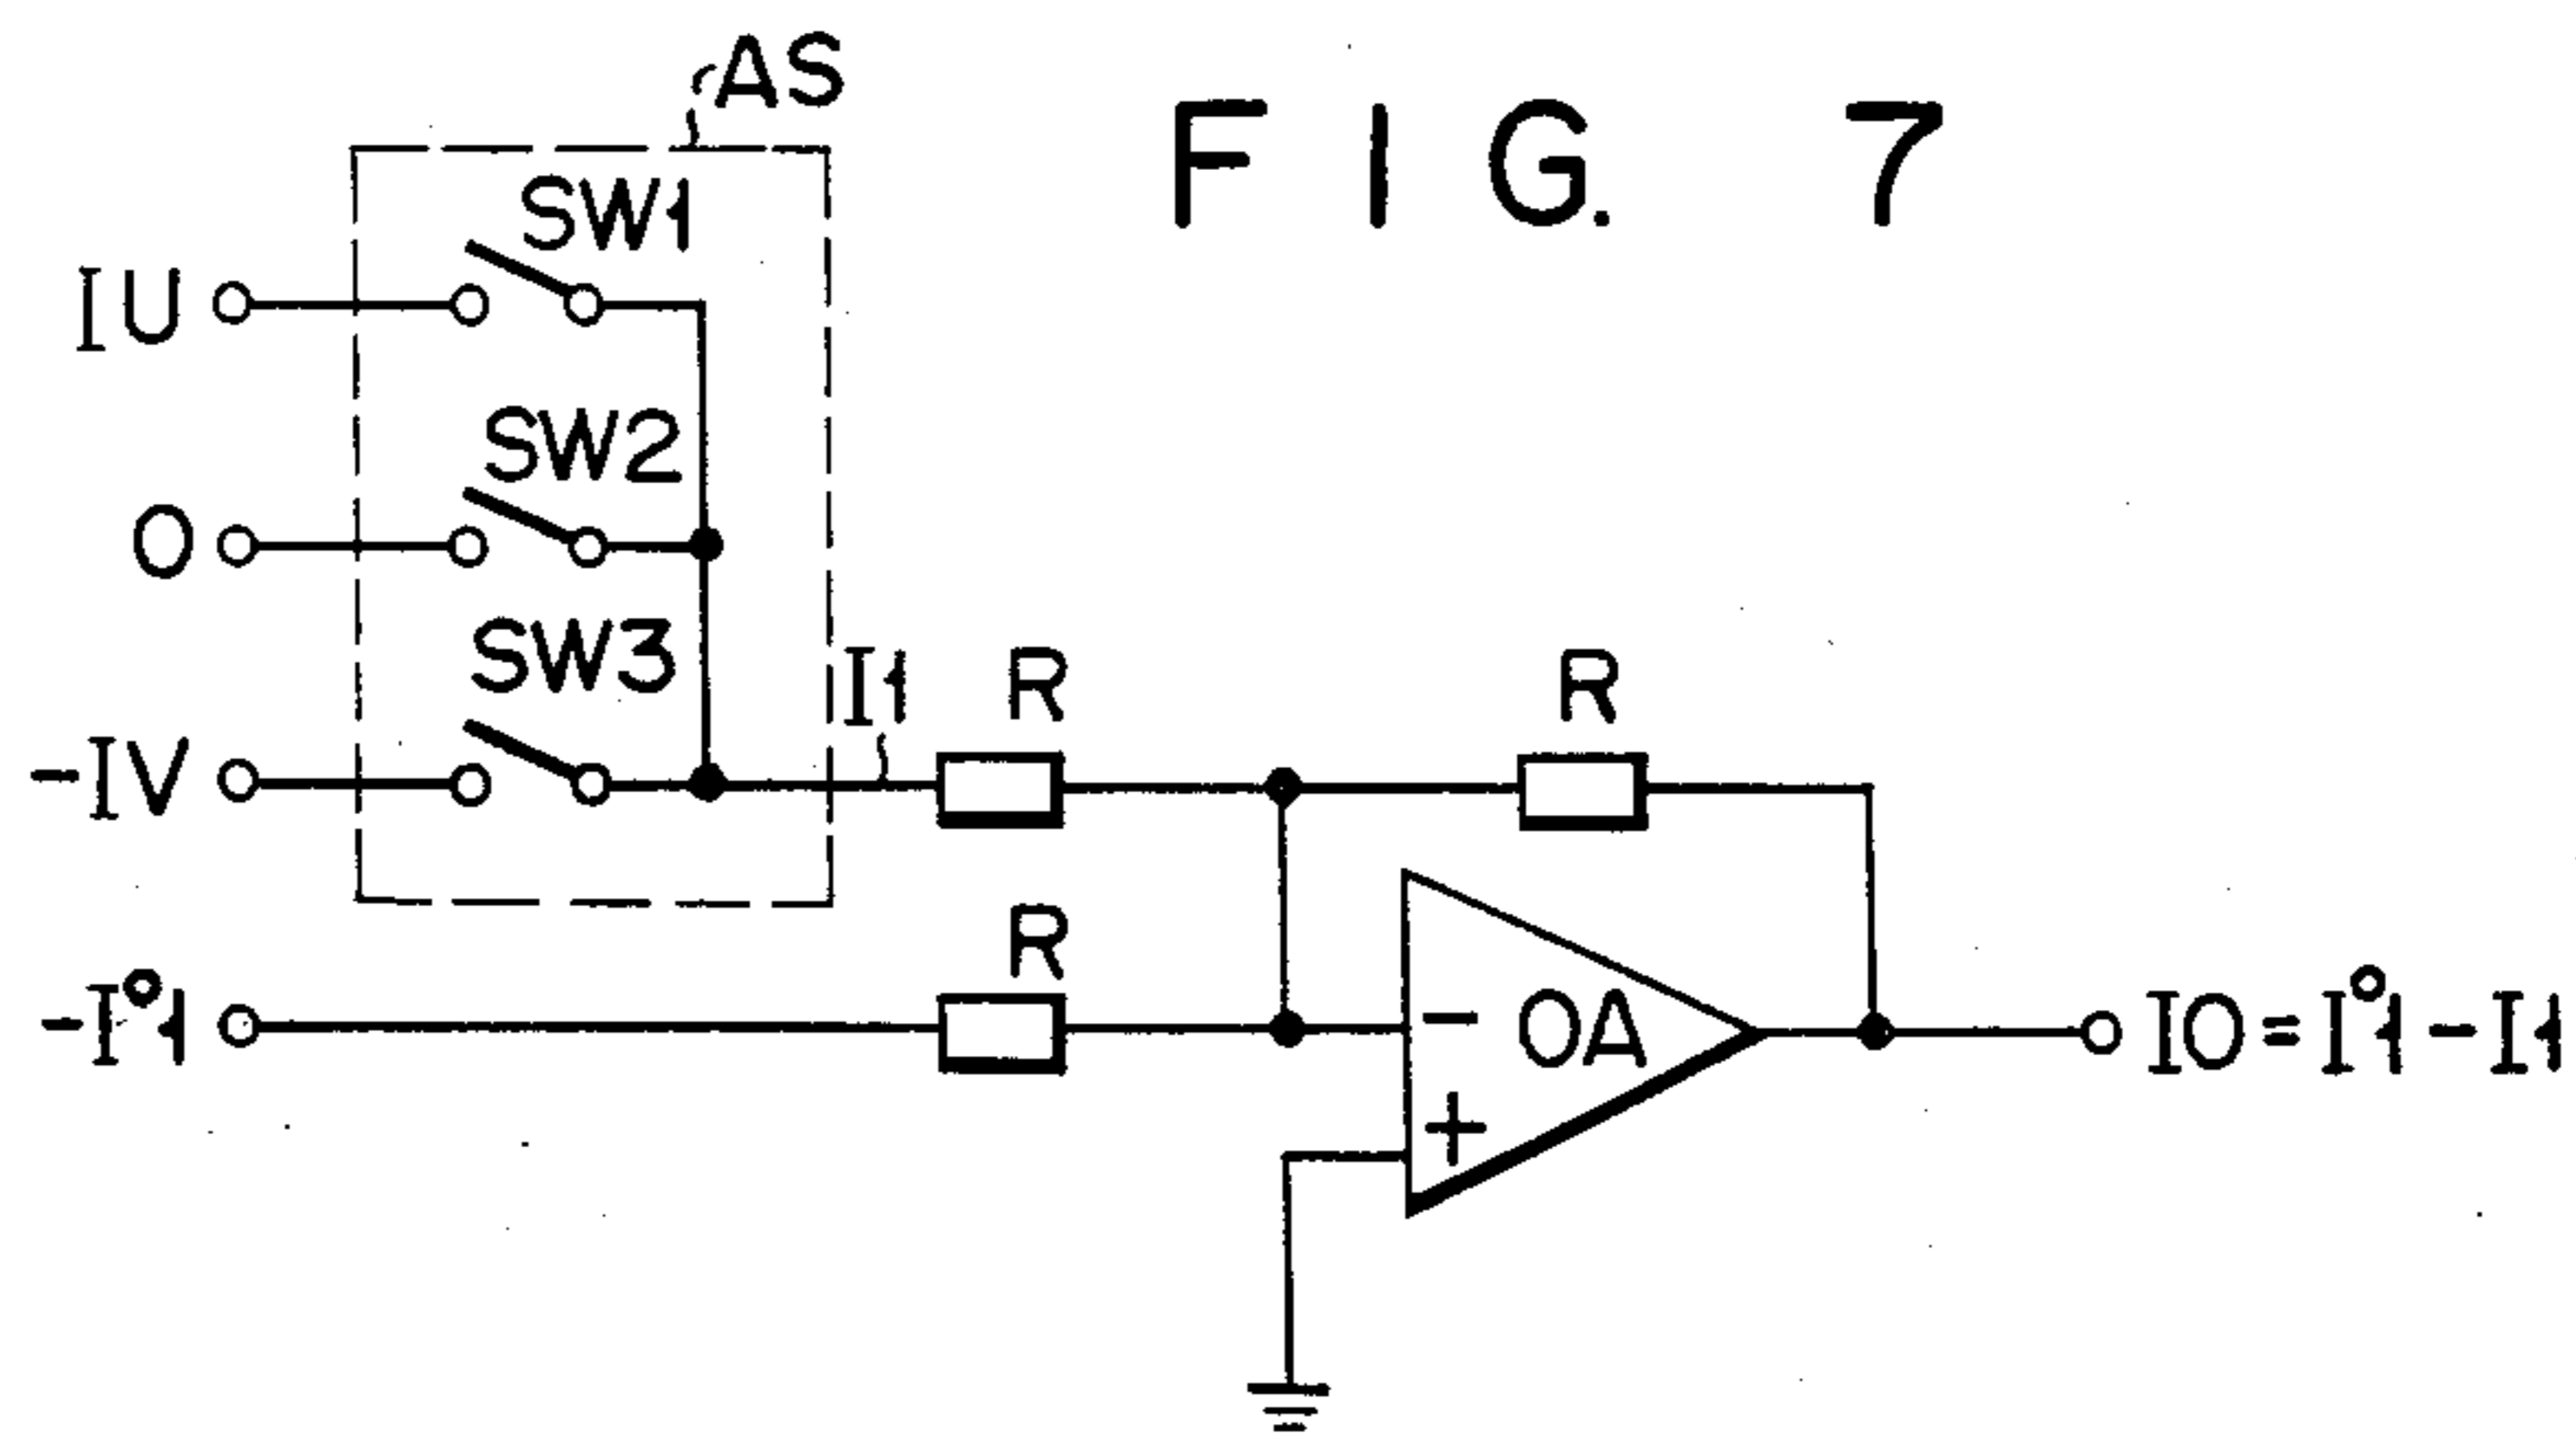 FIG. 7
AS
SW1
IU
SW2
O
SW3
-IV
I1
R
R
R
-I°1
- OA
+
IO=I°1-I1